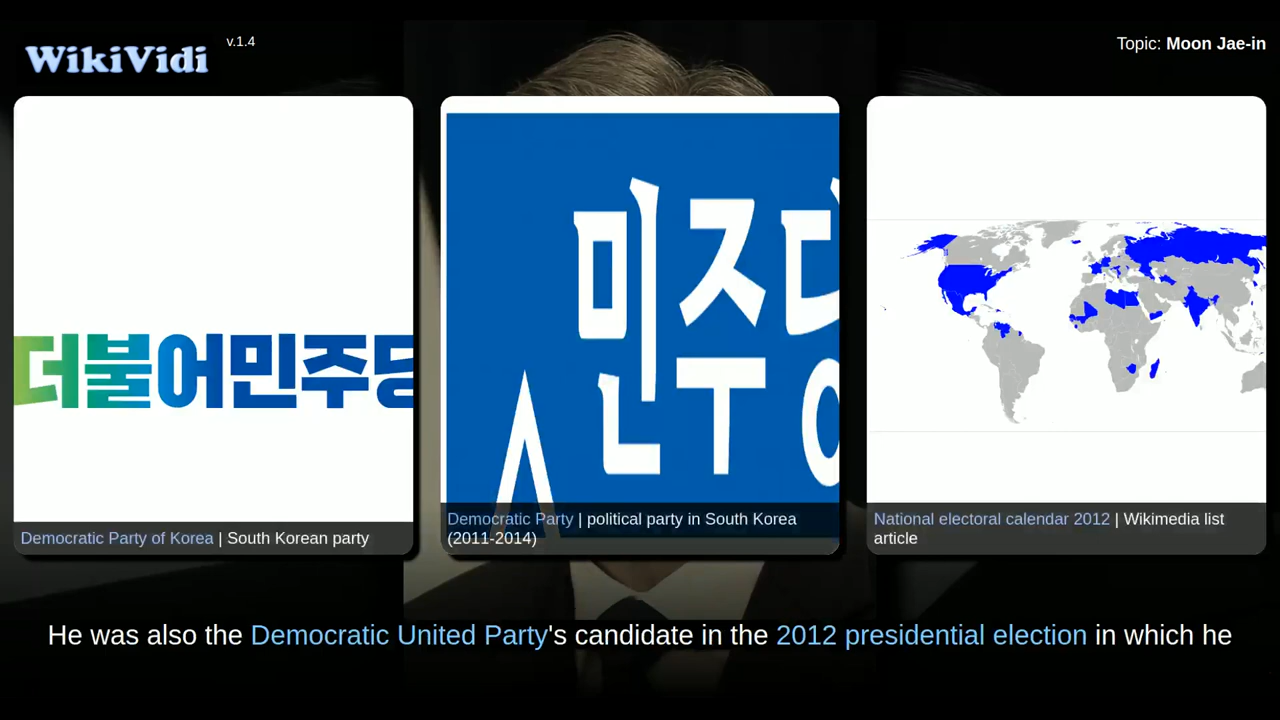 WikiVidi
v.1.4
Topic: Moon Jae-in
더불어민주당
민주당
Democratic Party of Korea | South Korean party
Democratic Party | political party in South Korea
(2011-2014)
National electoral calendar 2012 | Wikimedia list
article
He was also the Democratic United Party's candidate in the 2012 presidential election in which he